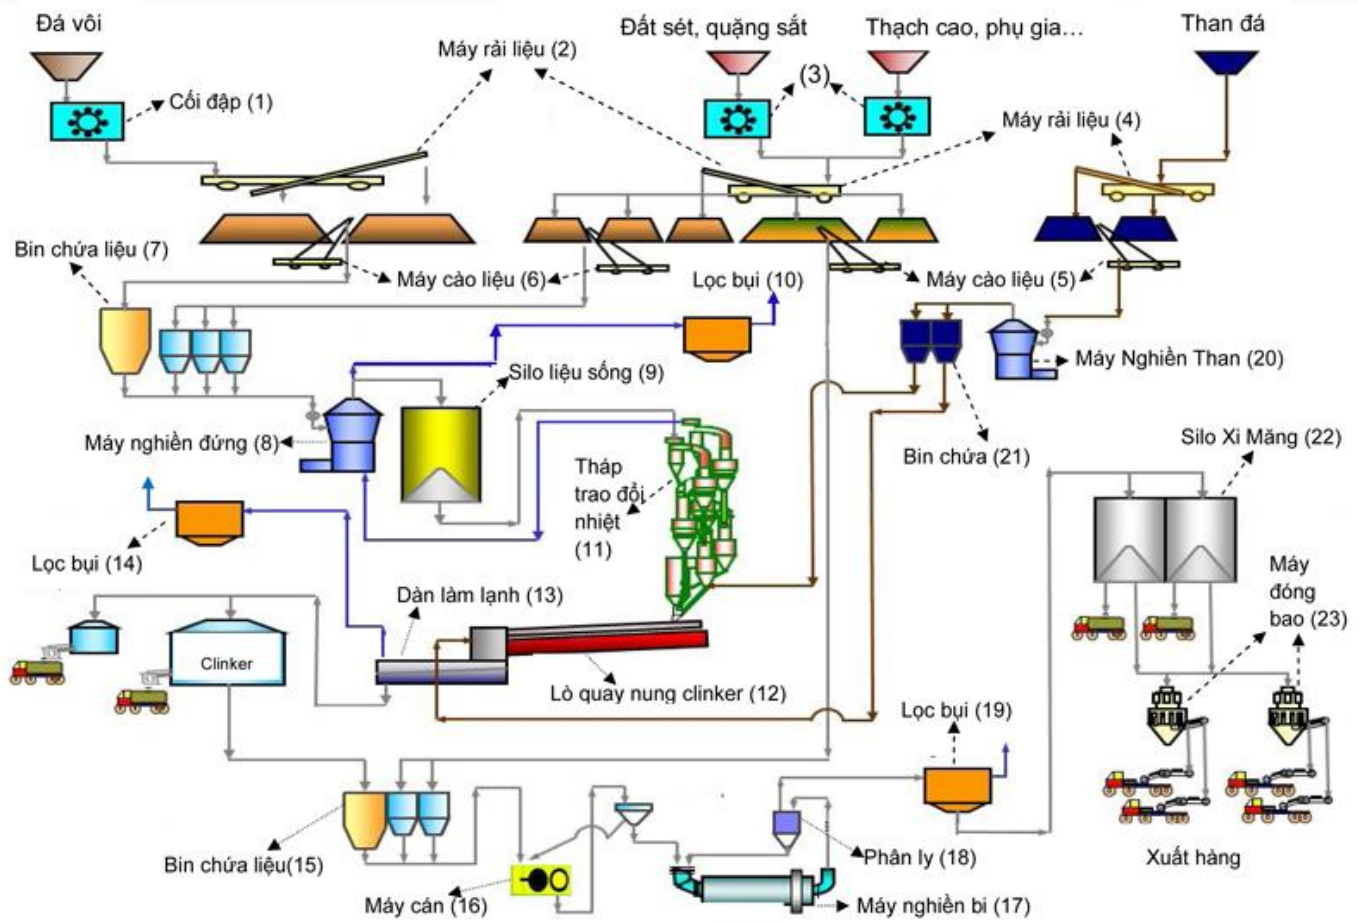 Đá vôi
Đất sét, quặng sắt
Thạch cao, phụ gia…
Than đá
Máy rải liệu (2)
Cối đập (1)
(3)
Máy rải liệu (4)
Bin chứa liệu (7)
Máy cào liệu (6)
Lọc bụi (10)
Máy cào liệu (5)
Silo liệu sống (9)
Máy Nghiền Than (20)
Máy nghiền đứng (8)
Tháp
trao đổi
nhiệt
(11)
Bin chứa (21)
Silo Xi Măng (22)
Lọc bụi (14)
Dàn làm lạnh (13)
Máy
đóng
bao
(23)
Clinker
Lò quay nung clinker (12)
Lọc bụi (19)
Bin chứa liệu(15)
Phân ly (18)
Xuất hàng
Máy cán (16)
Máy nghiền bi (17)